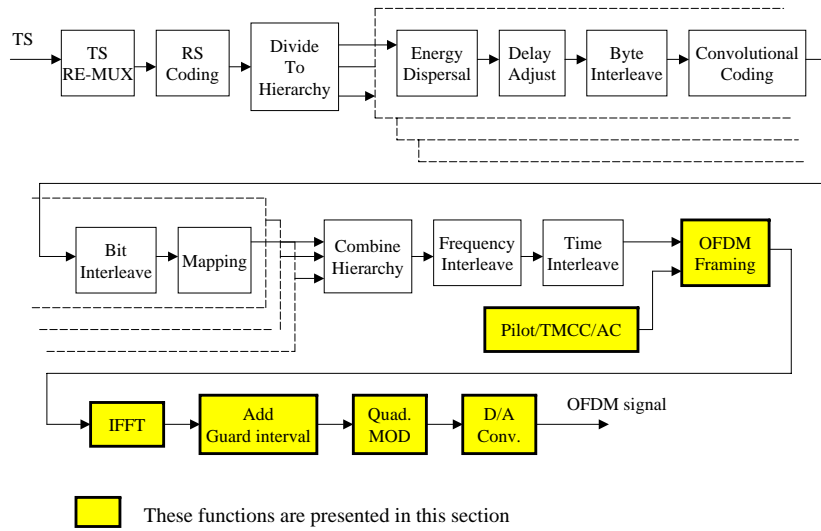 TS
TS
RE-MUX
RS
Coding
Divide
To
Hierarchy
Energy
Dispersal
Delay
Adjust
Byte
Interleave
Convolutional
Coding
Bit
Interleave
Mapping
Combine
Hierarchy
Frequency
Interleave
Time
Interleave
OFDM
Framing
Pilot/TMCC/AC
IFFT
Add
Guard interval
Quad.
MOD
D/A
Conv.
OFDM signal
These functions are presented in this section